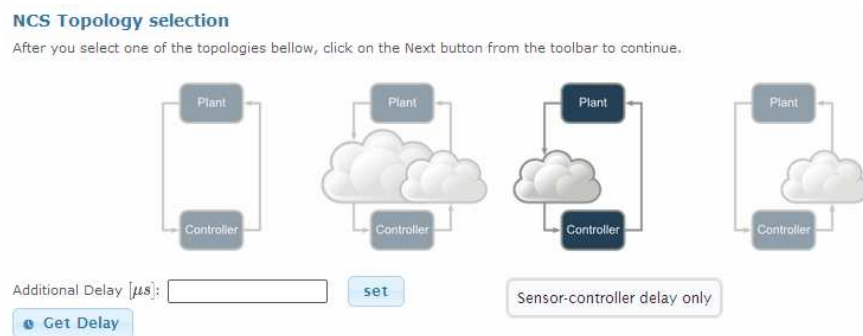 NCS Topology selection
After you select one of the topologies bellow, click on the Next button from the toolbar to continue.
Plant Plant Plant Plant
Controller Controller Controller Controller
Additional Delay [μs]: set
Sensor-controller delay only
Get Delay